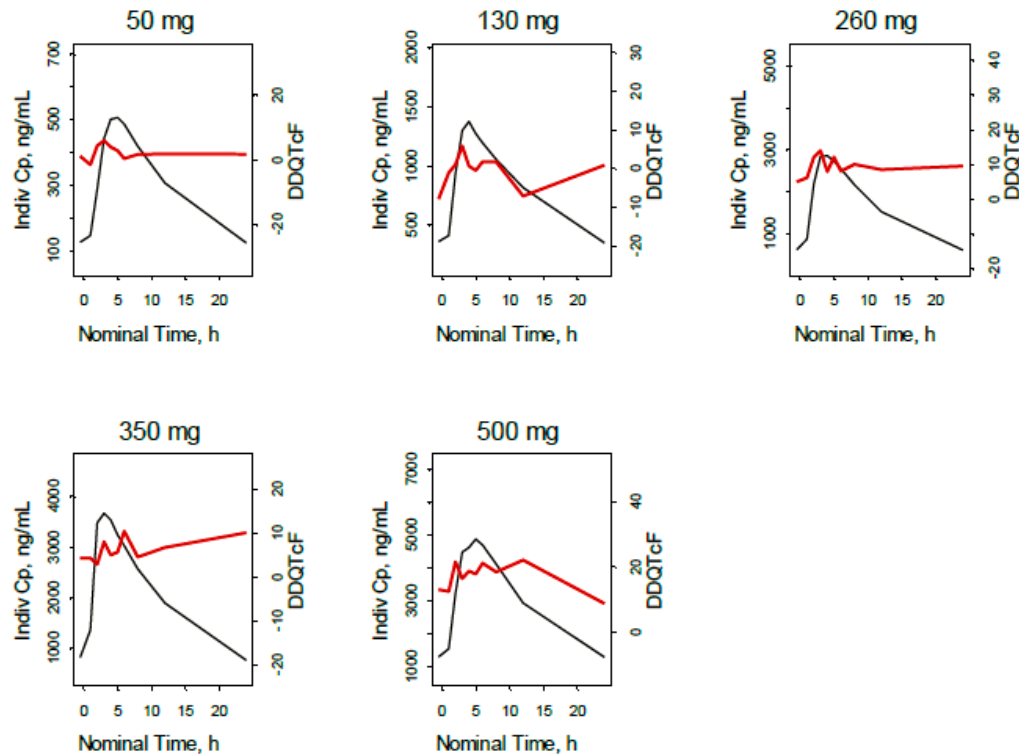 50 mg
130 mg
260 mg
Indiv Cp, ng/mL
700
500
300
100
20
0
-20
DDQTcF
0 5 10 15 20
Nominal Time, h
Indiv Cp, ng/mL
2000
1500
1000
500
30
20
10
0
-10
-20
DDQTcF
0 5 10 15 20
Nominal Time, h
Indiv Cp, ng/mL
5000
3000
1000
40
30
20
10
0
-20
DDQTcF
0 5 10 15 20
Nominal Time, h
350 mg
500 mg
Indiv Cp, ng/mL
4000
3000
2000
1000
20
10
0
-10
-20
DDQTcF
0 5 10 15 20
Nominal Time, h
Indiv Cp, ng/mL
7000
5000
3000
1000
40
20
0
DDQTcF
0 5 10 15 20
Nominal Time, h